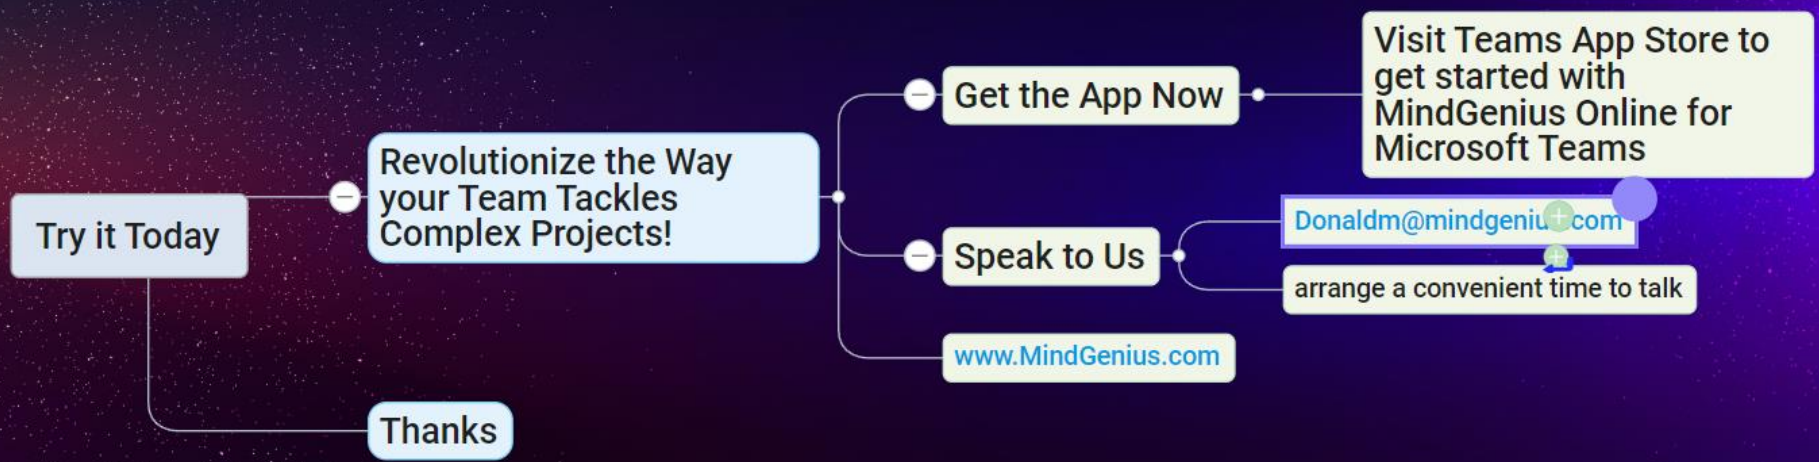 Try it Today
Revolutionize the Way
your Team Tackles
Complex Projects!
Get the App Now
Visit Teams App Store to
get started with
MindGenius Online for
Microsoft Teams
Speak to Us
arrange a convenient time to talk
www.MindGenius.com
Thanks